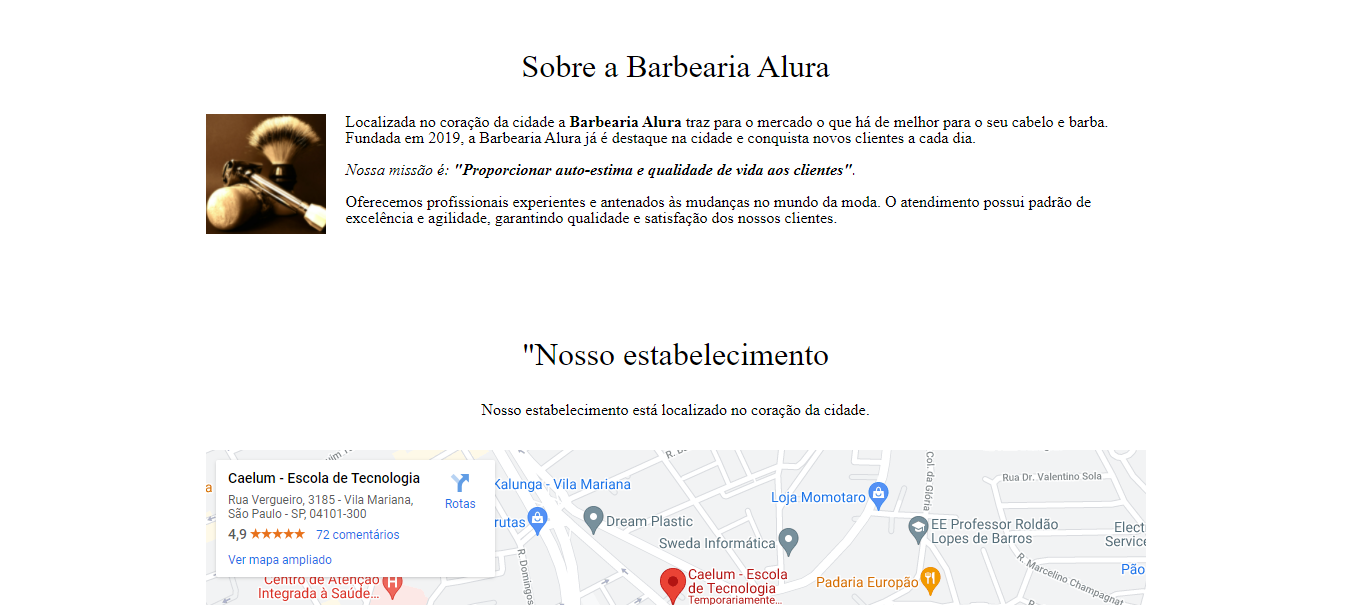 Sobre a Barbearia Alura
Localizada no coração da cidade a Barbearia Alura traz para o mercado o que há de melhor para o seu cabelo e barba.
Fundada em 2019, a Barbearia Alura já é destaque na cidade e conquista novos clientes a cada dia.
Nossa missão é: "Proporcionar auto-estima e qualidade de vida aos clientes".
Oferecemos profissionais experientes e antenados às mudanças no mundo da moda. O atendimento possui padrão de
excelência e agilidade, garantindo qualidade e satisfação dos nossos clientes.
"Nosso estabelecimento
Nosso estabelecimento está localizado no coração da cidade.
Caelum - Escola de Tecnologia
Rua Vergueiro, 3185 - Vila Mariana,
São Paulo - SP, 04101-300
4,9
72 comentários
Ver mapa ampliado
Rotas
Kalunga - Vila Mariana
rutas
Dream Plastic
Sweda Informática
Loja Momotaro
Col. da Glória
Rua Dr. Valentino Sola
EE Professor Roldão
Lopes de Barros
Elect
Service
Pão
R. Marcelino Champagnat
Padaria Europão
Caelum - Escola
de Tecnologia
Temporariamente...
R. Domingos
Centro de Atenção
Integrada à Saúde...
H